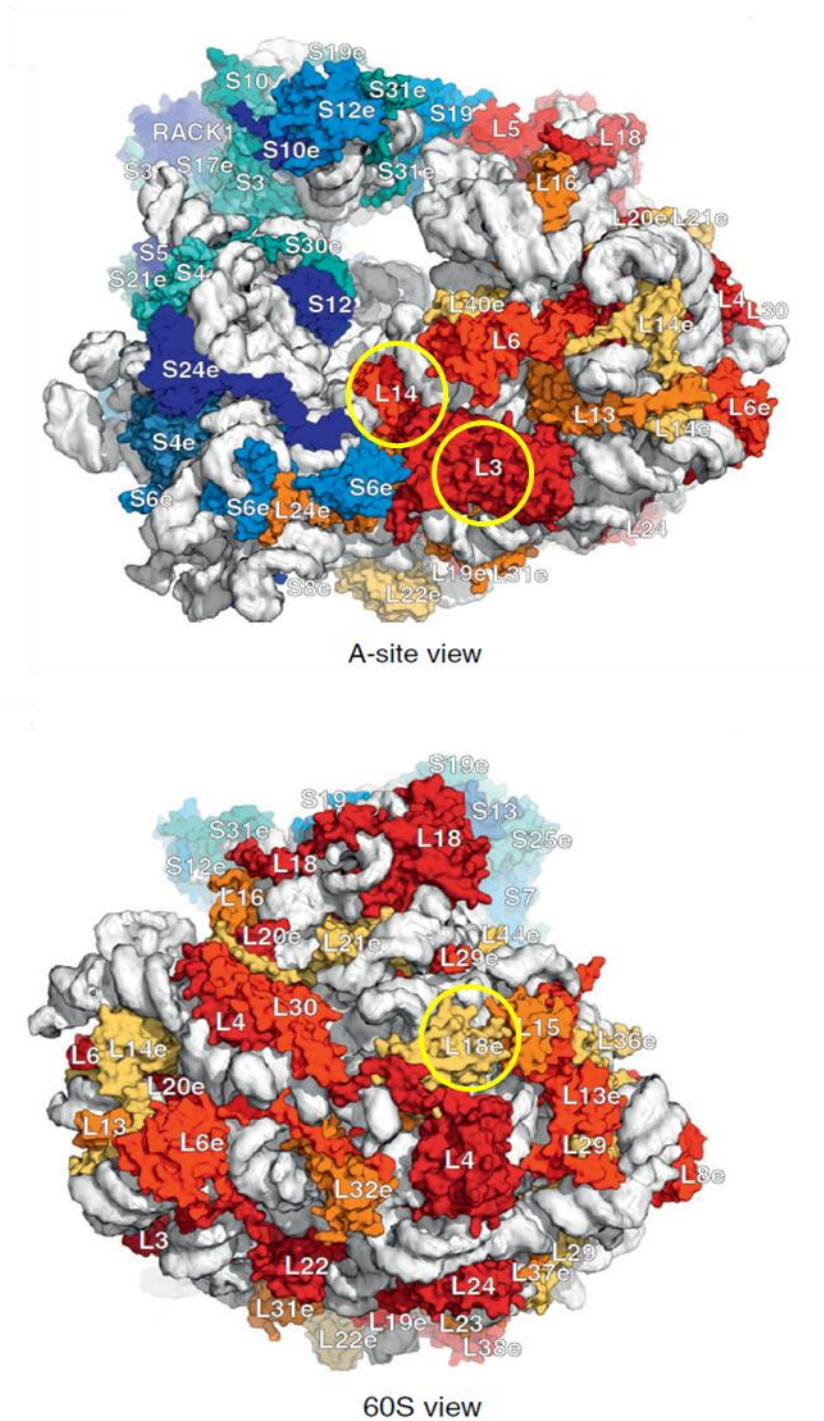 S19e
S10
S31e
S12e
S19
L5
L18
RACK1
S10e
S3
S17e
S3
S31e
L16
L20e
L21e
S5
S30e
S4
S21e
S12
L40e
L4
L30
L6
L14e
S24e
L14
L13
L6e
L14e
S4e
L3
S6e
S6e
S6e
L24e
L24
L19e
L31e
S8e
L22e
A-site view
S19e
S19
S13
S31e
L18
S25e
S12e
L18
L16
S7
L20e
L21e
L44e
L29e
L30
L4
L15
L18e
L36e
L6
L14e
L20e
L13e
L13
L6e
L29
L4
L8e
L32e
L3
L22
L29
L24
L37e
L31e
L19e
L23
L22e
L38e
60S view